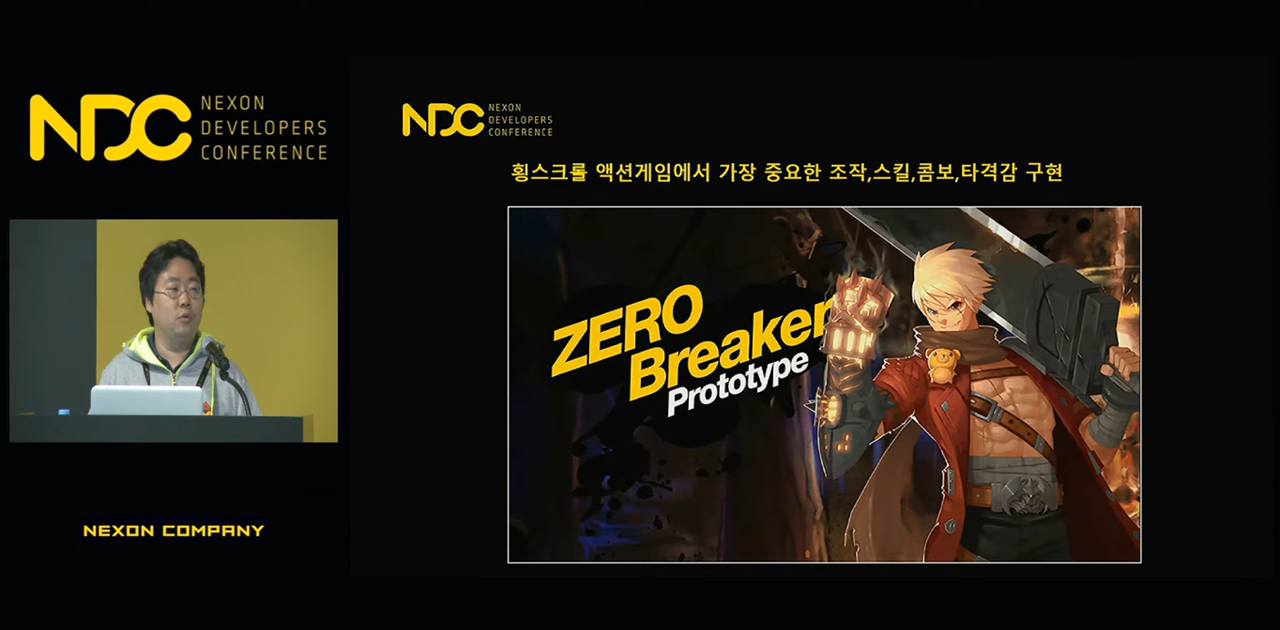 NDC
NEXON
DEVELOPERS
CONFERENCE
NDC
NEXON
DEVELOPERS
CONFERENCE
횡스크롤 액션게임에서 가장 중요한 조작,스킬,콤보,타격감 구현
ZERO
Breaker
Prototype
NEXON COMPANY